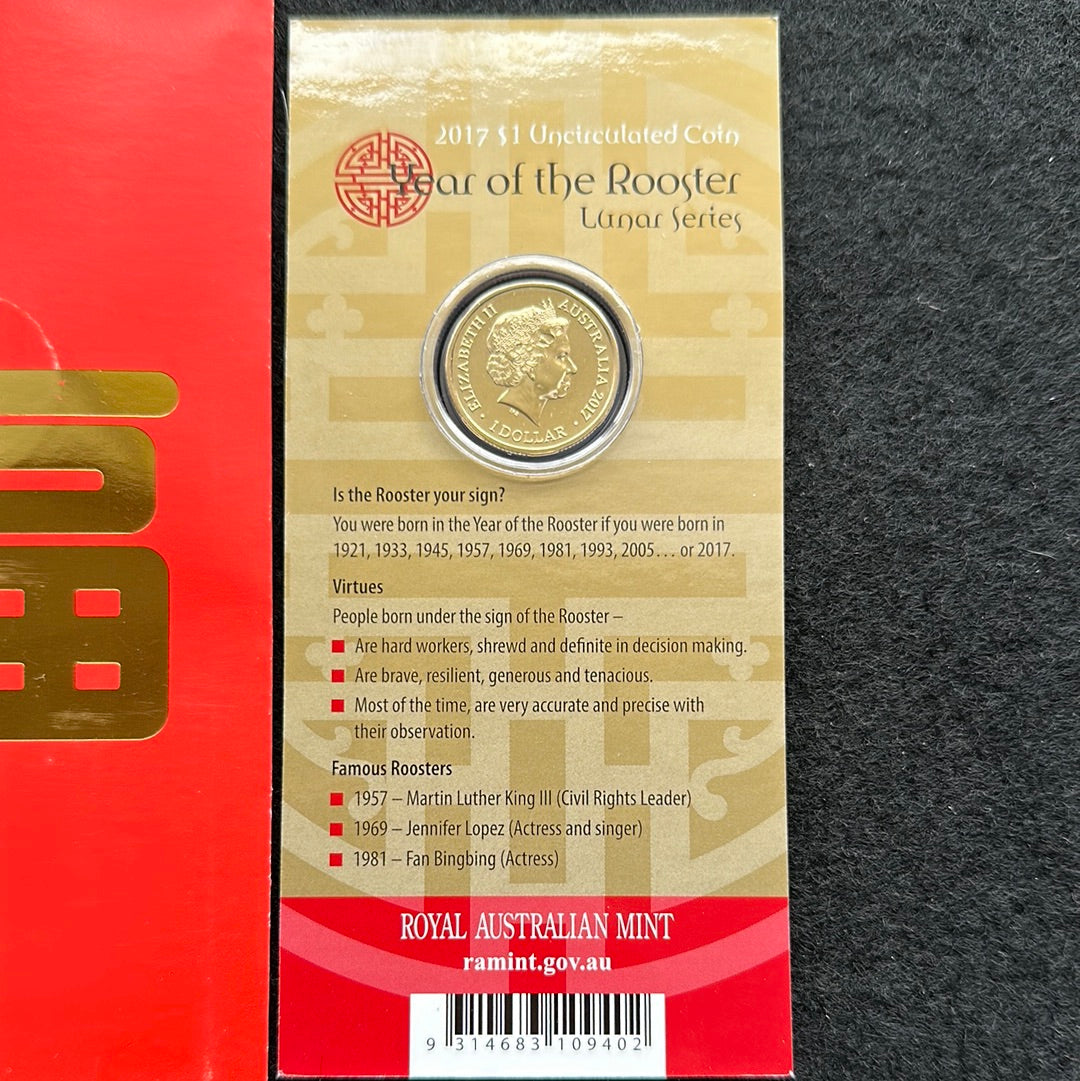 2017 $1 Uncirculated Coin
Year of the Rooster
Lunar Series
ELIZABETH II
AUSTRALIA 2017
1 DOLLAR
Is the Rooster your sign?
You were born in the Year of the Rooster if you were born in
1921, 1933, 1945, 1957, 1969, 1981, 1993, 2005... or 2017.
Virtues
People born under the sign of the Rooster –
Are hard workers, shrewd and definite in decision making.
Are brave, resilient, generous and tenacious.
Most of the time, are very accurate and precise with
their observation.
Famous Roosters
1957 – Martin Luther King III (Civil Rights Leader)
1969 – Jennifer Lopez (Actress and singer)
1981 – Fan Bingbing (Actress)
ROYAL AUSTRALIAN MINT
ramint.gov.au
9 314683 109402